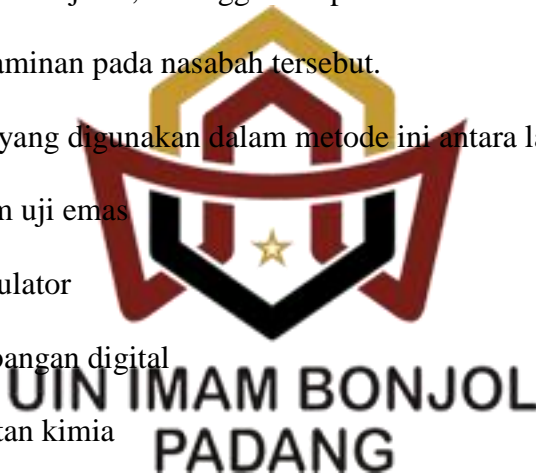 aminan pada nasabah tersebut.
yang digunakan dalam metode ini antara la
uji emas
ulator
pangan digital
UIN IMAM BONJOL
tan kimia
PADANG